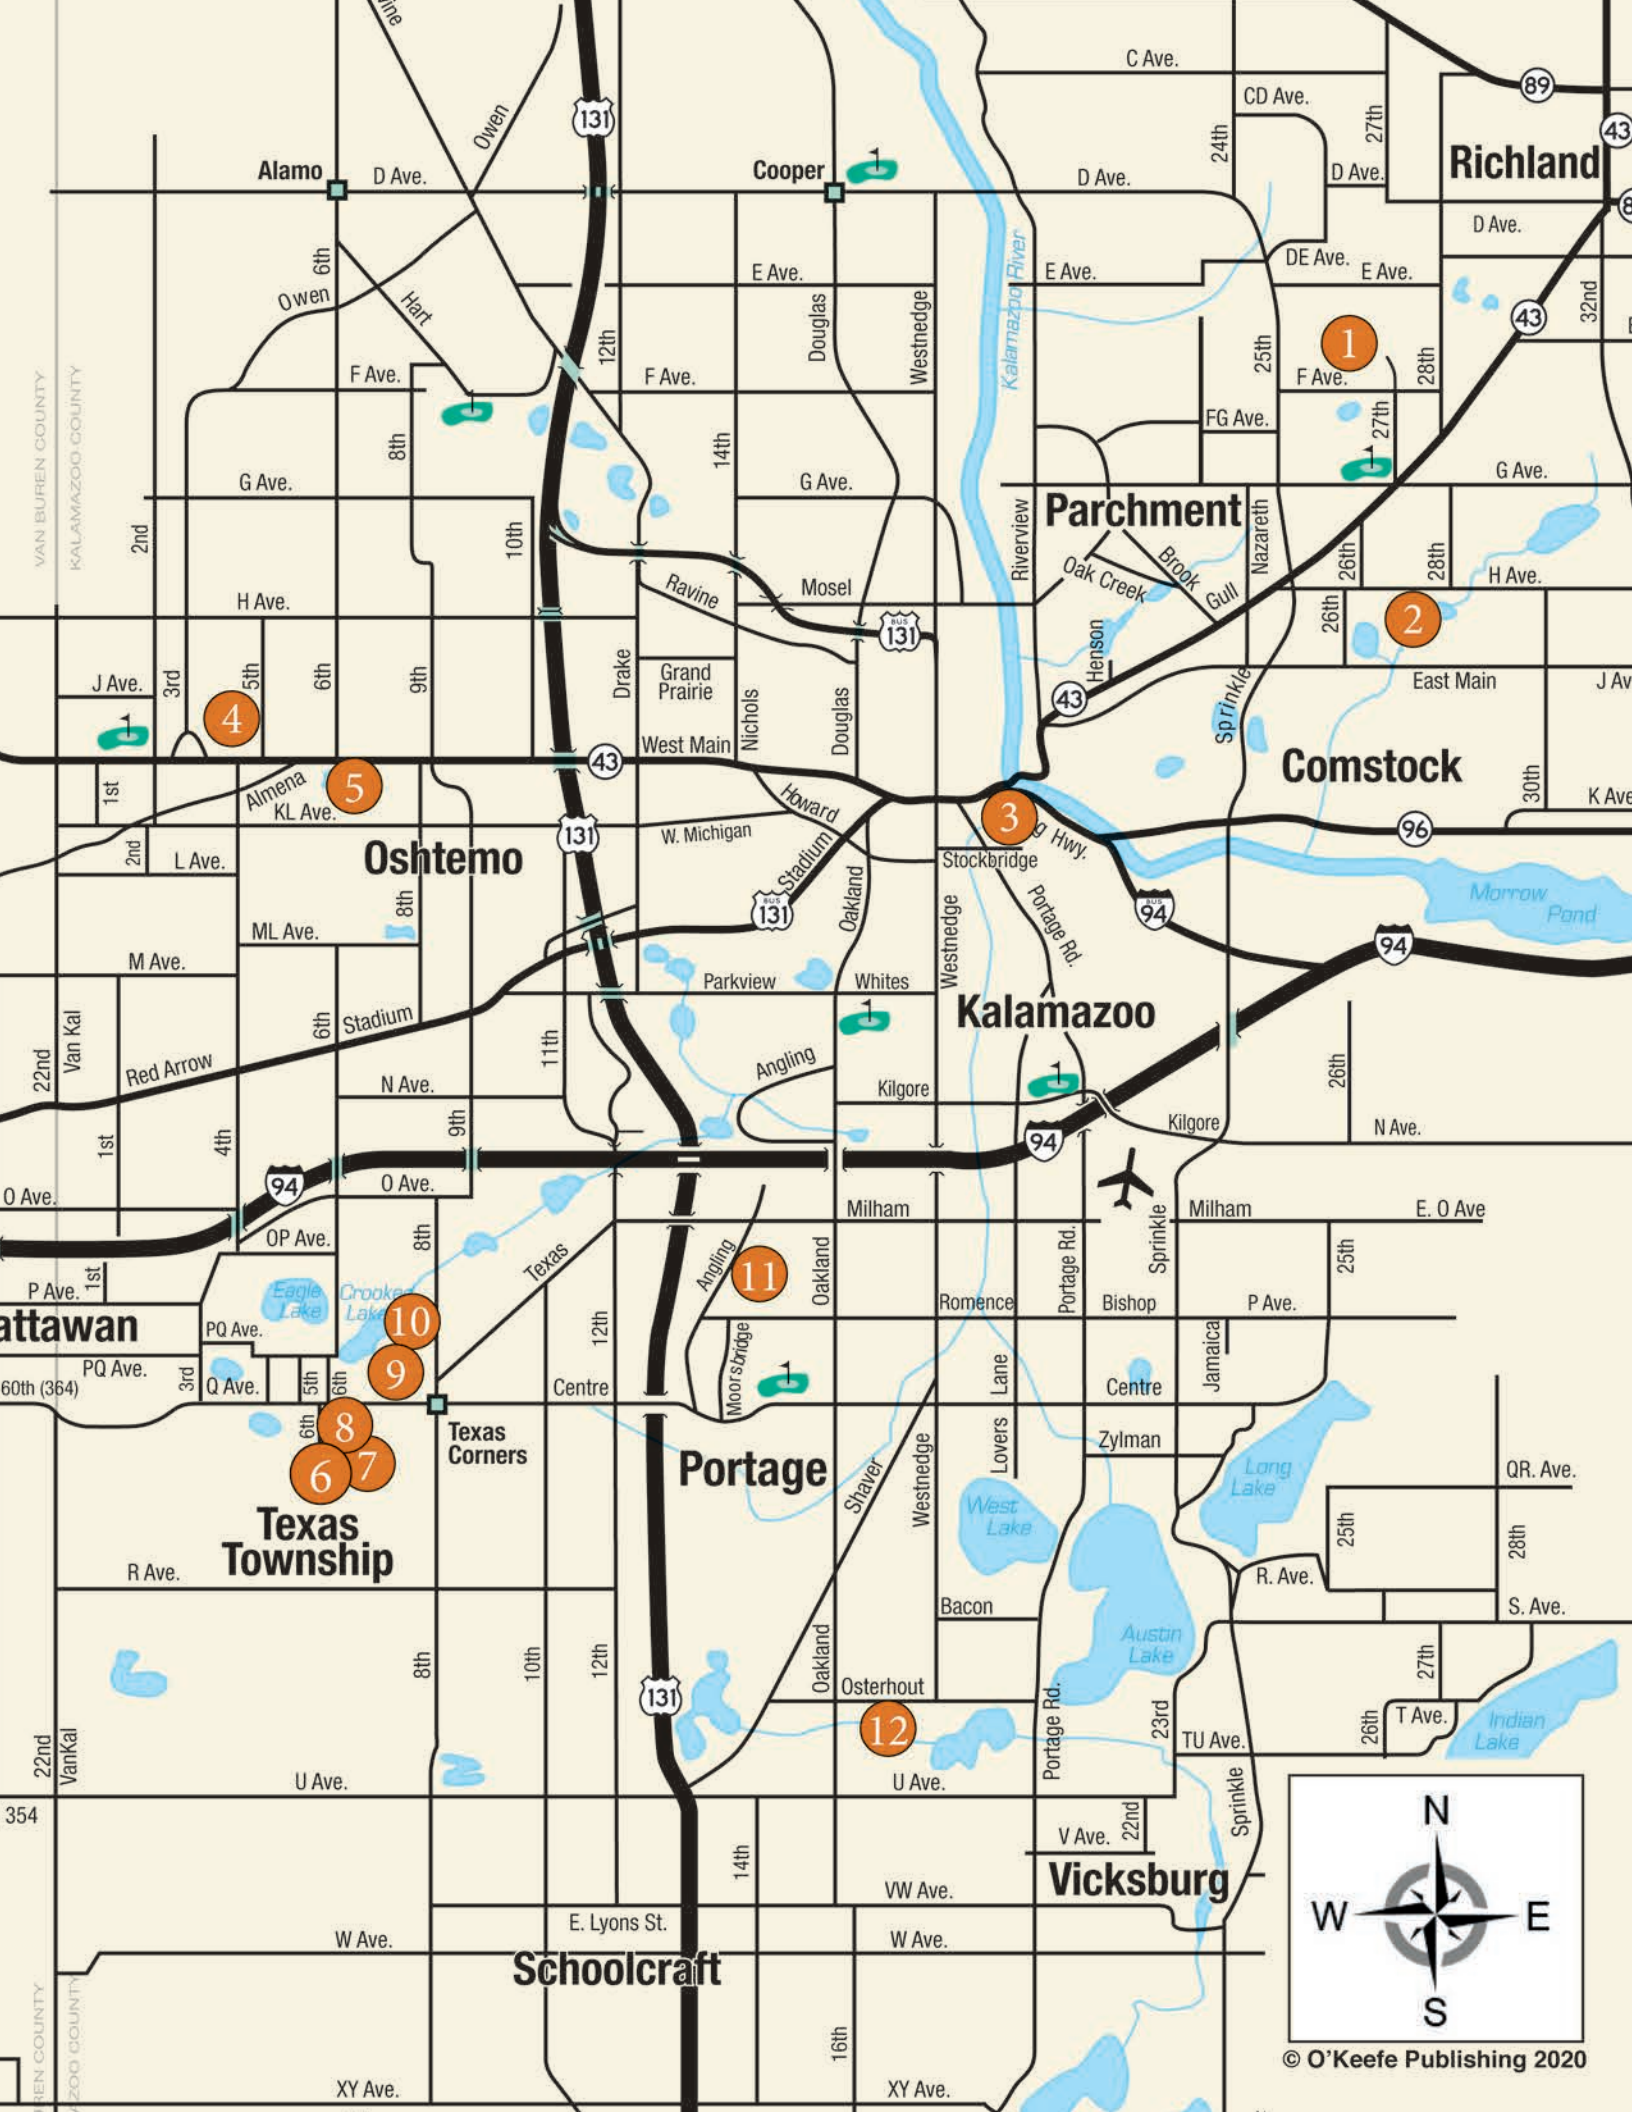 C Ave.
89
CD Ave.
131
Owen
24th
27th
43
Richland
Alamo
D Ave.
Cooper
D Ave.
D Ave.
D Ave.
6th
Owen
Hart
E Ave.
Kalamazoo River
E Ave.
DE Ave.
E Ave.
32nd
Douglas
Westnedge
12th
43
1
25th
28th
F Ave.
F Ave.
F Ave.
VAN BUREN COUNTY
KALAMAZOO COUNTY
8th
14th
FG Ave.
27th
G Ave.
G Ave.
G Ave.
2nd
10th
Riverview
Parchment
Nazareth
Oak Creek
Brook
Gull
26th
28th
H Ave.
Ravine
Mosel
H Ave.
BUS
131
26th
2
Henson
J Ave.
3rd
5th
6th
9th
Drake
Grand
Prairie
Nichols
Douglas
43
Sprinkle
East Main
4
West Main
43
Comstock
1st
Almena
5
KL Ave.
Howard
3
30th
131
W. Michigan
g Hwy.
96
2nd
L Ave.
Oshtemo
Stadium
Stockbridge
8th
BUS
131
Oakland
Westnedge
Portage Rd.
BUS
94
Morrow
Pond
ML Ave.
94
M Ave.
Parkview
Whites
22nd
Van Kal
6th
Stadium
Kalamazoo
Red Arrow
11th
Angling
26th
N Ave.
Kilgore
9th
Kilgore
N Ave.
1st
4th
94
94
O Ave.
O Ave.
Milham
Milham
E. O Ave
OP Ave.
8th
Texas
Angling
11
Oakland
Portage Rd.
Sprinkle
25th
P Ave.
1st
Eagle
Lake
10
12th
Romence
Bishop
P Ave.
attawan
PQ Ave.
PQ Ave.
9
Moorsbridge
Lane
Jamaica
60th (364)
3rd
Q Ave.
5th
6th
Centre
Centre
6th
8
Texas
Corners
6
7
Portage
Shaver
Westnedge
Lovers
Zylman
Long
Lake
QR. Ave.
Texas
Township
West
Lake
25th
28th
R Ave.
R. Ave.
Bacon
S. Ave.
8th
10th
12th
Oakland
Austin
Lake
27th
131
Osterhout
12
Portage Rd.
23rd
26th
T Ave.
Indian
Lake
22nd
VanKal
TU Ave.
U Ave.
U Ave.
354
Sprinkle
22nd
14th
V Ave.
N
Vicksburg
VW Ave.
W
E
E. Lyons St.
W Ave.
W Ave.
Schoolcraft
S
16th
© O'Keefe Publishing 2020
XY Ave.
XY Ave.